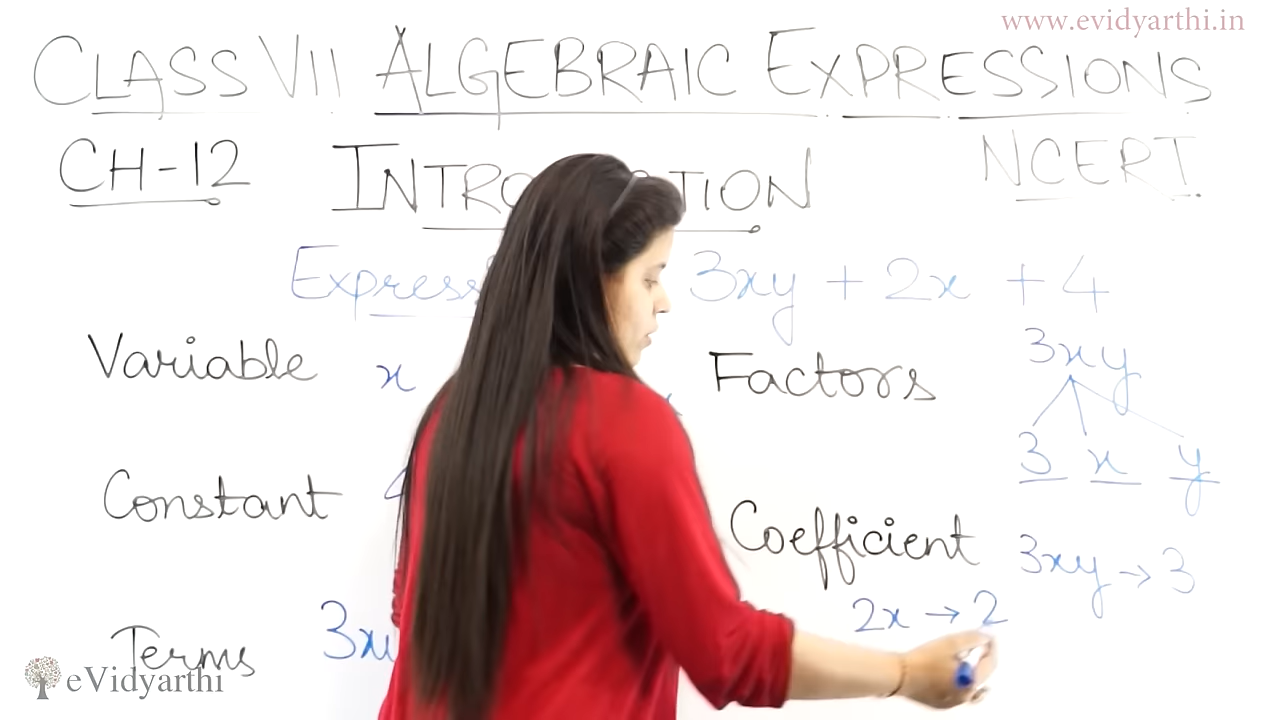 www.evidyarthi.in
CLASS VII ALGEBRAIC EXPRESSIONS
CH-12 NCERT
3xy + 2x + 4
Variable x
Factors 3xy
3 x y
Constant
Coefficient 3xy → 3
2x → 2
Terms
eVidyarthi